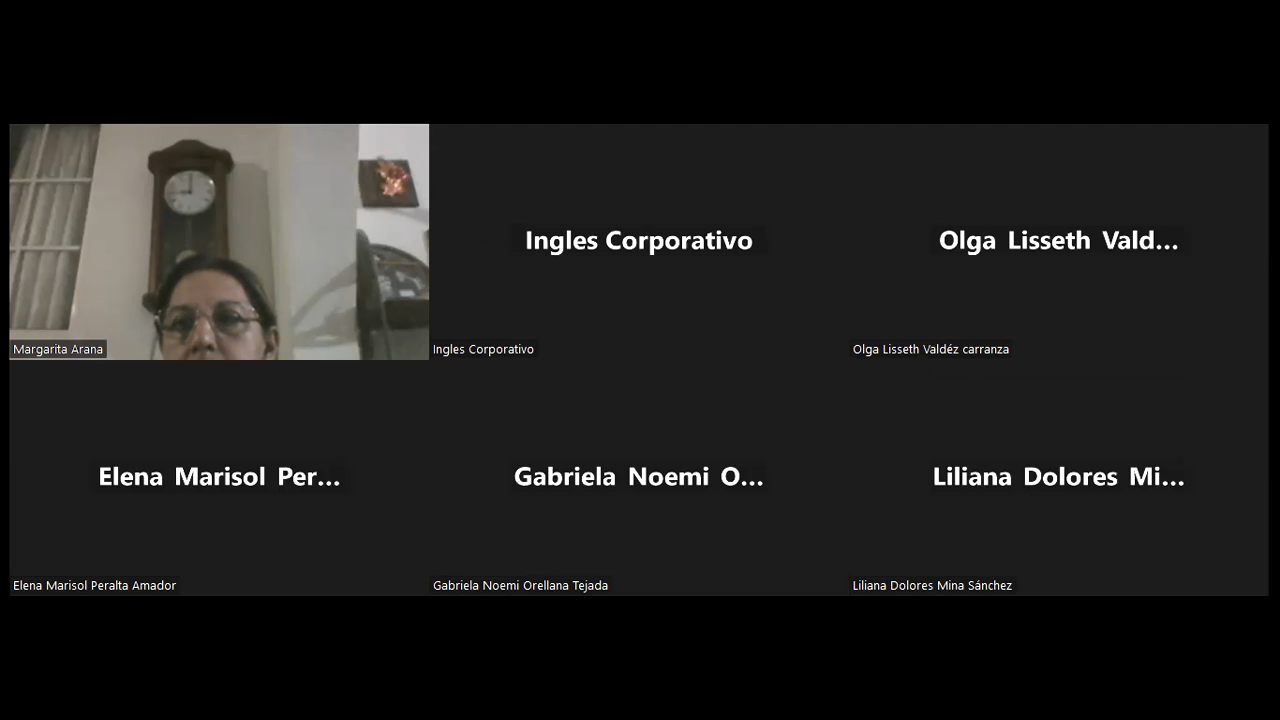 Ingles Corporativo
Olga Lisseth Vald...
Margarita Arana
Ingles Corporativo
Olga Lisseth Valdéz carranza
Elena Marisol Per...
Gabriela Noemi O...
Liliana Dolores Mi...
Elena Marisol Peralta Amador
Gabriela Noemi Orellana Tejada
Liliana Dolores Mina Sánchez